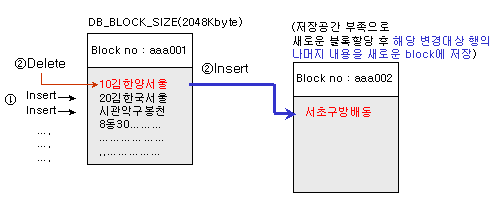 DB_BLOCK_SIZE(2048Kbyte)
Block no : aaa001
②Delete
10김한양서울
① Insert
20김한국서울
Insert
시관악구봉천
....
8동30.........
....
..................
....
,,..................
②Insert
(저장공간 부족으로
새로운 블록할당 후 해당 변경대상 행의
나머지 내용을 새로운 block에 저장)
Block no : aaa002
서초구방배동